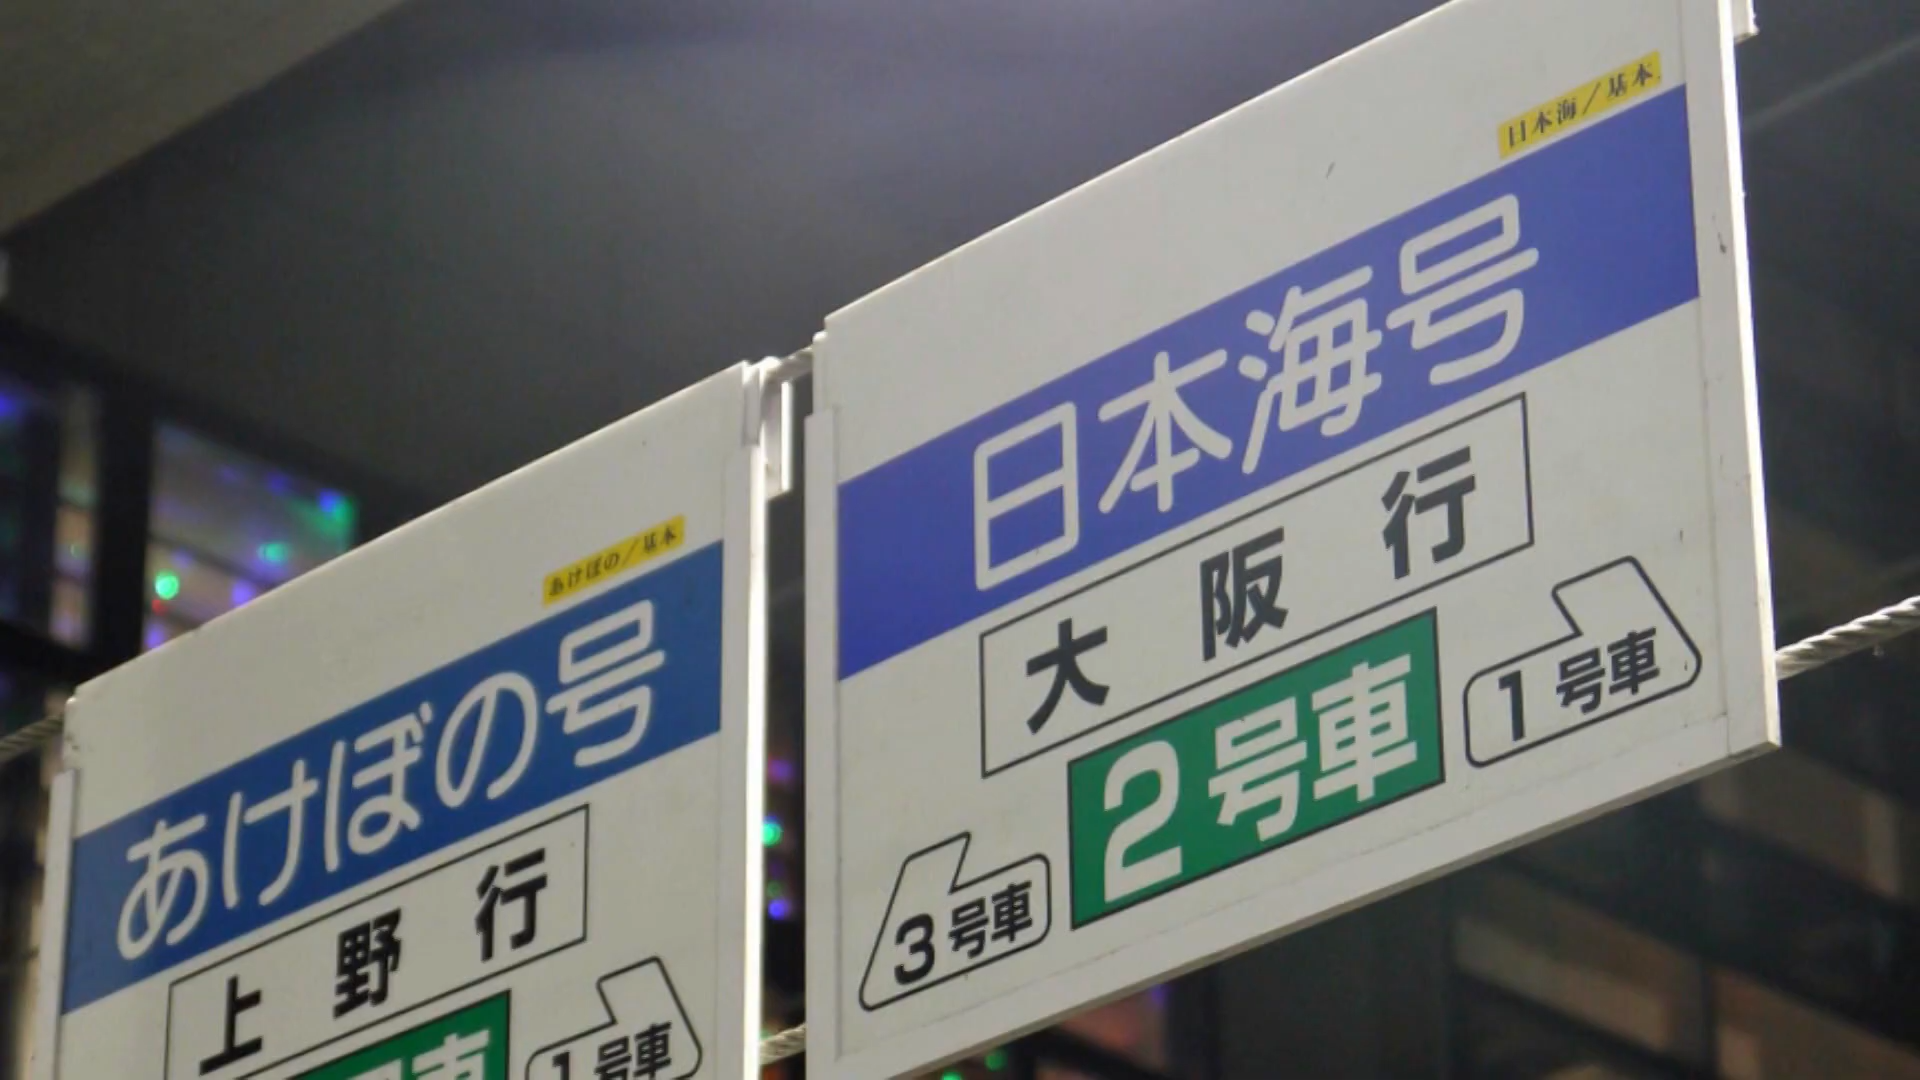 あけぼの／基本
あけぼの号
上野行
1号車
日本海／基本
日本海号
大阪行
2号車
1号車
3号車